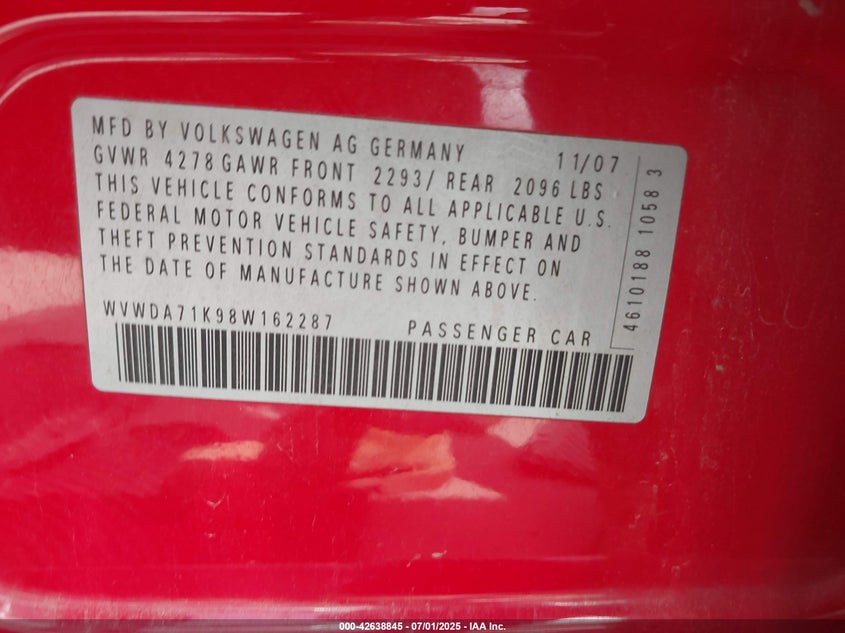 MFD BY VOLKSWAGEN AG GERMANY 11/07
GVWR 4278 GAWR FRONT 2293/ REAR 2096 LBS
THIS VEHICLE CONFORMS TO ALL APPLICABLE U.S.
FEDERAL MOTOR VEHICLE SAFETY, BUMPER AND
THEFT PREVENTION STANDARDS IN EFFECT ON
THE DATE OF MANUFACTURE SHOWN ABOVE.
WVWDA71K98W162287 PASSENGER CAR
4610188 1058 3
000-42638845 - 07/01/2025 - IAA Inc.